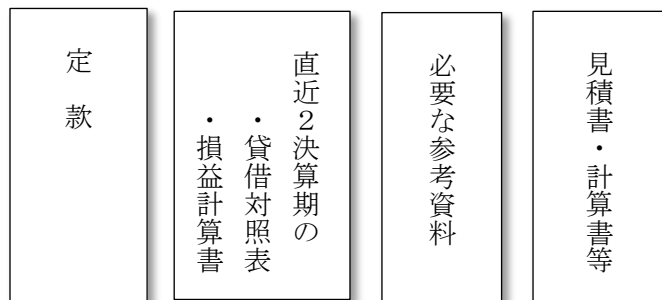 定款
直近２決算期の
・貸借対照表
・損益計算書
必要な参考資料
見積書・計算書等